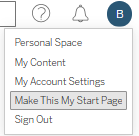 B
Personal Space
My Content
My Account Settings
Make This My Start Page
Sign Out